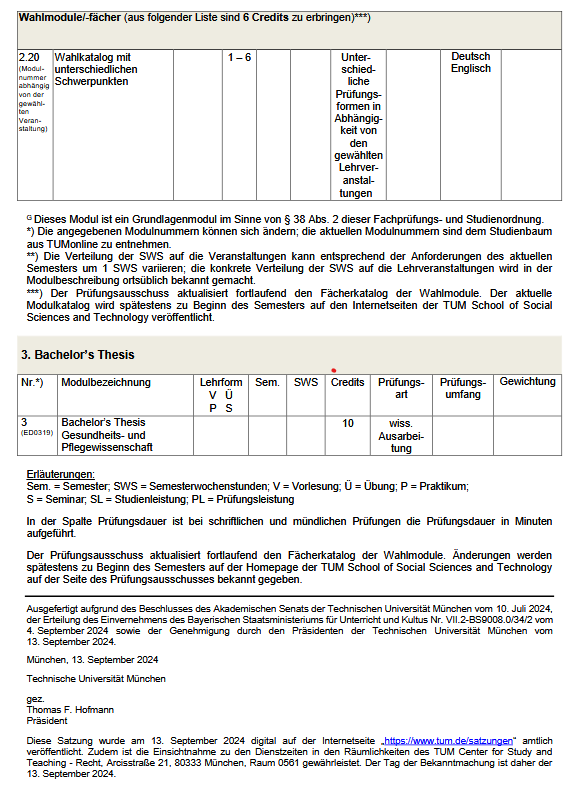 Wahlmodule/-fächer (aus folgender Liste sind 6 Credits zu erbringen)***)
2.20
(Modul-
nummer
abhängig
von der
gewähl-
ten
Veran-
staltung)
Wahlkatalog mit
unterschiedlichen
Schwerpunkten
1 – 6
Unter-
schied-
liche
Prüfungs-
formen in
Abhängig-
keit von
den
gewählten
Lehrver-
anstal-
tungen
Deutsch
Englisch
G Dieses Modul ist ein Grundlagenmodul im Sinne von § 38 Abs. 2 dieser Fachprüfungs- und Studienordnung.
*) Die angegebenen Modulnummern können sich ändern; die aktuellen Modulnummern sind dem Studienbaum
aus TUMonline zu entnehmen.
**) Die Verteilung der SWS auf die Veranstaltungen kann entsprechend der Anforderungen des aktuellen
Semesters um 1 SWS variieren; die konkrete Verteilung der SWS auf die Lehrveranstaltungen wird in der
Modulbeschreibung ortsüblich bekannt gemacht.
***) Der Prüfungsausschuss aktualisiert fortlaufend den Fächerkatalog der Wahlmodule. Der aktuelle
Modulkatalog wird spätestens zu Beginn des Semesters auf den Internetseiten der TUM School of Social
Sciences and Technology veröffentlicht.
3. Bachelor's Thesis
Nr.*)
Modulbezeichnung
Lehrform
V Ü
P S
Sem.
SWS
Credits
Prüfungs-
art
Prüfungs-
umfang
Gewichtung
3
(ED0319)
Bachelor's Thesis
Gesundheits- und
Pflegewissenschaft
10
wiss.
Ausarbei-
tung
Erläuterungen:
Sem. = Semester; SWS = Semesterwochenstunden; V = Vorlesung; Ü = Übung; P = Praktikum;
S = Seminar; SL = Studienleistung; PL = Prüfungsleistung
In der Spalte Prüfungsdauer ist bei schriftlichen und mündlichen Prüfungen die Prüfungsdauer in Minuten
aufgeführt.
Der Prüfungsausschuss aktualisiert fortlaufend den Fächerkatalog der Wahlmodule. Änderungen werden
spätestens zu Beginn des Semesters auf der Homepage der TUM School of Social Sciences and Technology
auf der Seite des Prüfungsausschusses bekannt gegeben.
Ausgefertigt aufgrund des Beschlusses des Akademischen Senats der Technischen Universität München vom 10. Juli 2024,
der Erteilung des Einvernehmens des Bayerischen Staatsministeriums für Unterricht und Kultus Nr. VII.2-BS9008.0/34/2 vom
4. September 2024 sowie der Genehmigung durch den Präsidenten der Technischen Universität München vom
13. September 2024.
München, 13. September 2024
Technische Universität München
gez.
Thomas F. Hofmann
Präsident
Diese Satzung wurde am 13. September 2024 digital auf der Internetseite „https://www.tum.de/satzungen“ amtlich
veröffentlicht. Zudem ist die Einsichtnahme zu den Dienstzeiten in den Räumlichkeiten des TUM Center for Study and
Teaching - Recht, Arcisstraße 21, 80333 München, Raum 0561 gewährleistet. Der Tag der Bekanntmachung ist daher der
13. September 2024.